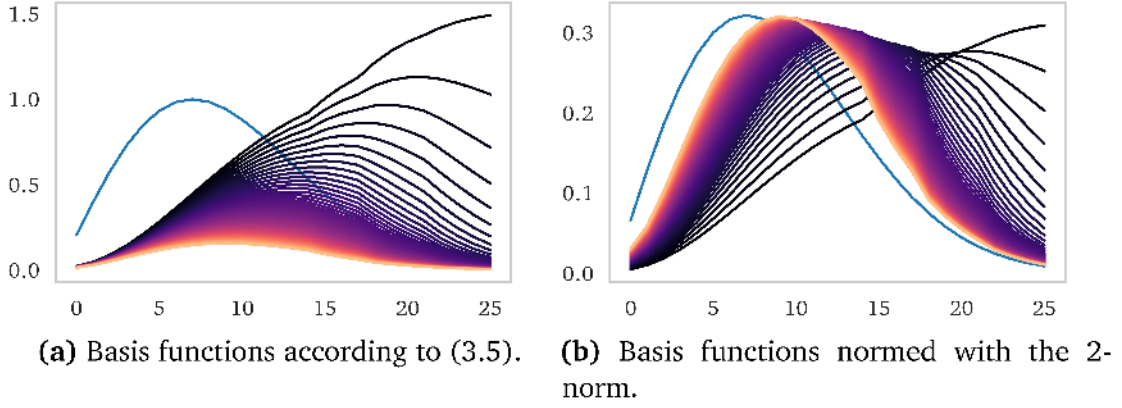 1.5
1.0
0.5
0.0
0 5 10 15 20 25
(a) Basis functions according to (3.5).
0.3
0.2
0.1
0.0
0 5 10 15 20 25
(b) Basis functions normed with the 2-
norm.